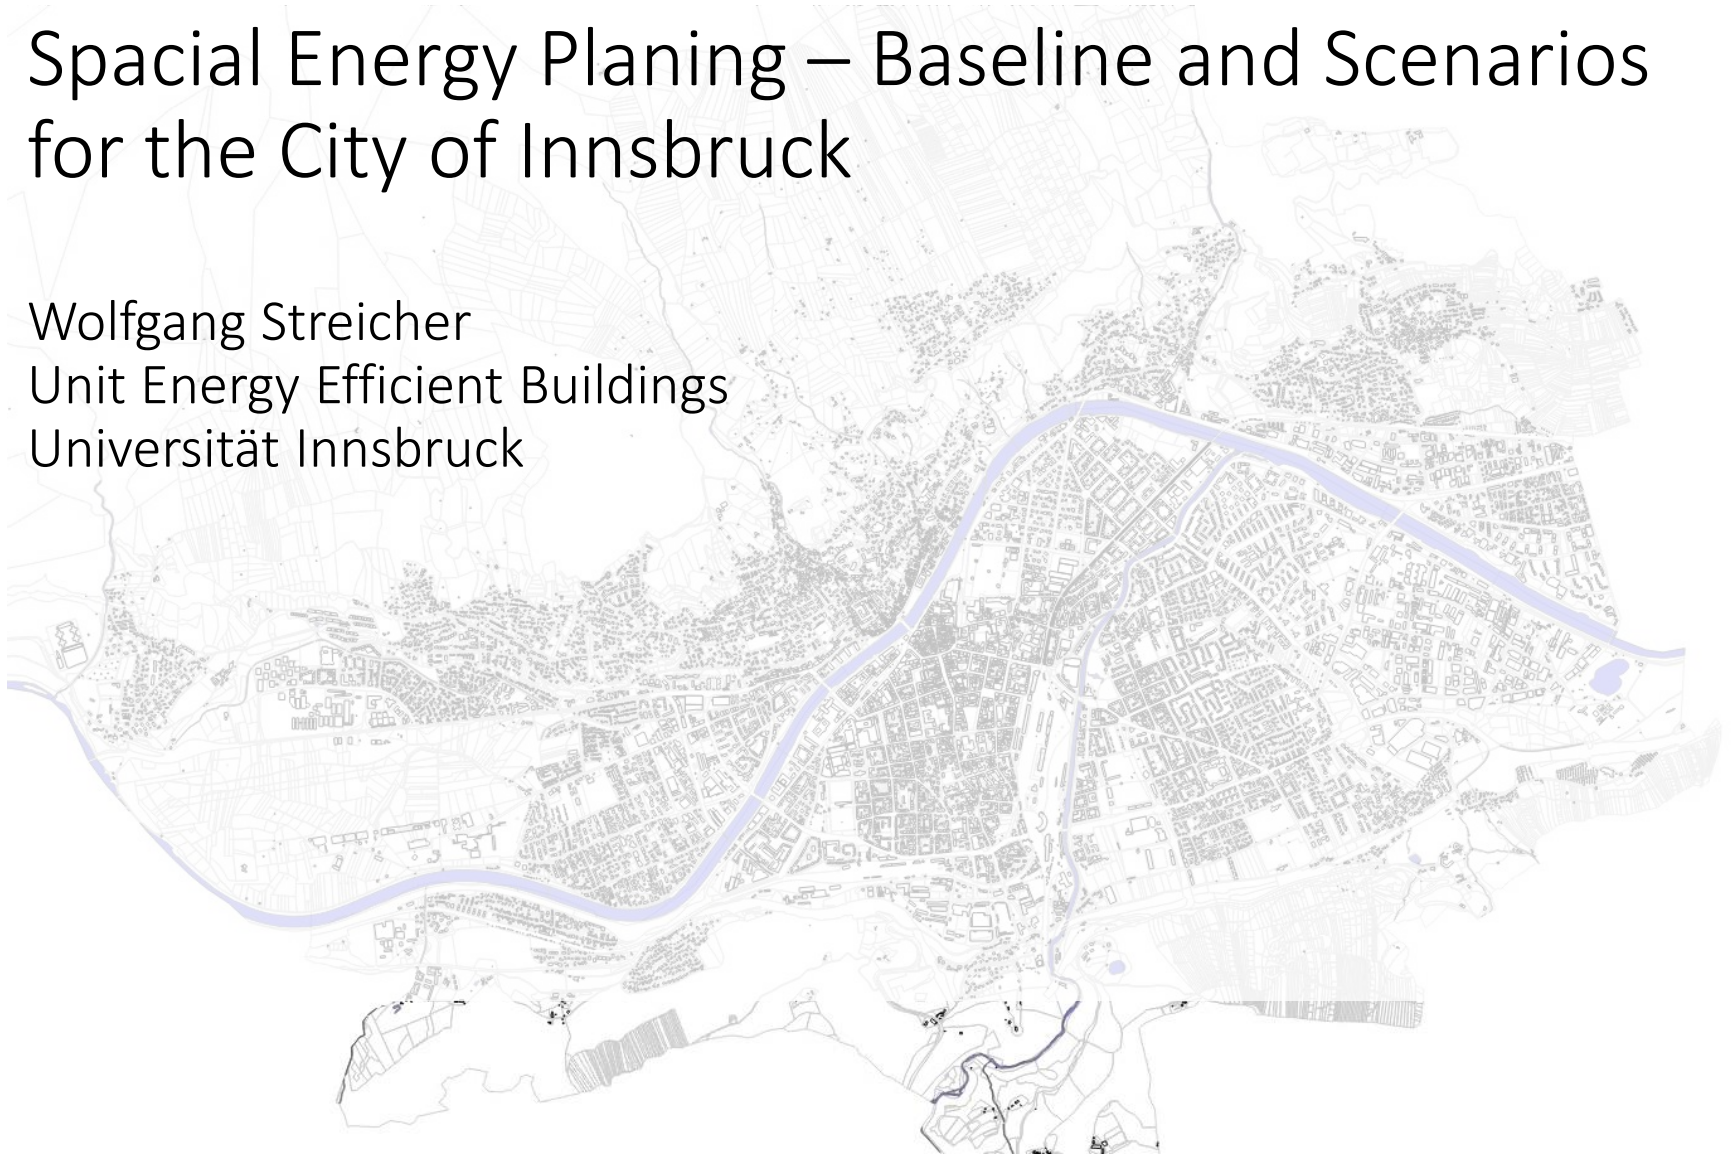 Spacial Energy Planing – Baseline and Scenarios
for the City of Innsbruck
Wolfgang Streicher
Unit Energy Efficient Buildings
Universität Innsbruck